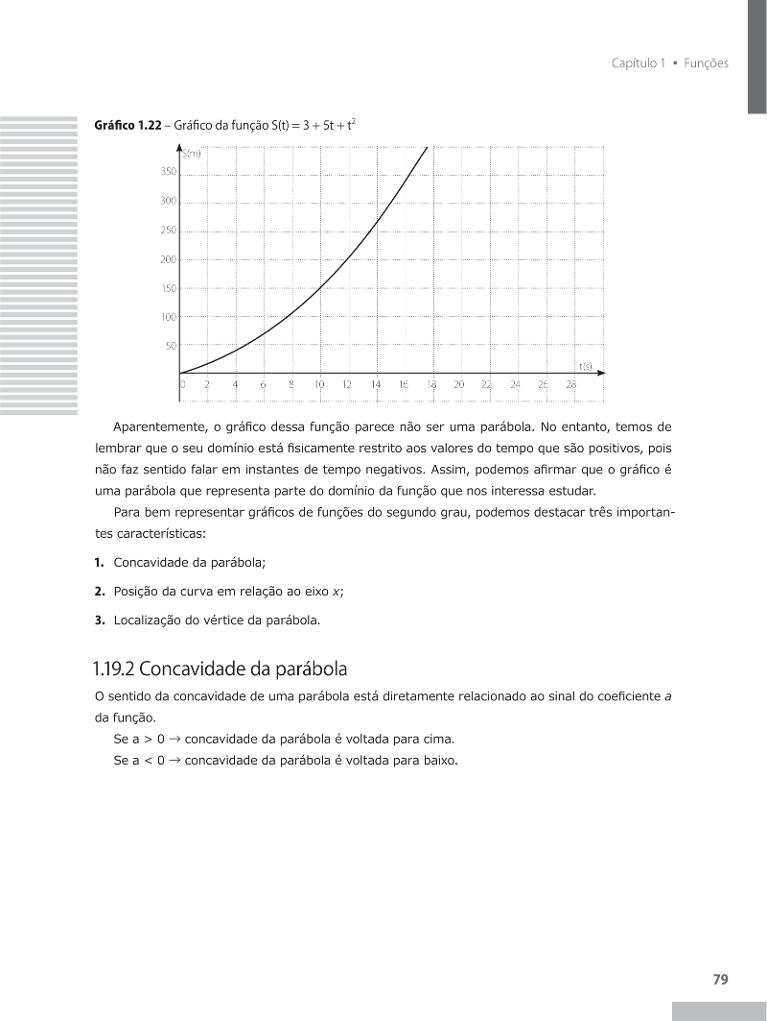 Capítulo 1 • Funções
Gráfico 1.22 – Gráfico da função S(t) = 3 + 5t + t²
S(m)
350
300
250
200
150
100
50
t(s)
0 2 4 6 8 10 12 14 16 18 20 22 24 26 28
Aparentemente, o gráfico dessa função parece não ser uma parábola. No entanto, temos de
lembrar que o seu domínio está fisicamente restrito aos valores do tempo que são positivos, pois
não faz sentido falar em instantes de tempo negativos. Assim, podemos afirmar que o gráfico é
uma parábola que representa parte do domínio da função que nos interessa estudar.
Para bem representar gráficos de funções do segundo grau, podemos destacar três importan-
tes características:
1. Concavidade da parábola;
2. Posição da curva em relação ao eixo x;
3. Localização do vértice da parábola.
1.19.2 Concavidade da parábola
O sentido da concavidade de uma parábola está diretamente relacionado ao sinal do coeficiente a
da função.
Se a > 0 → concavidade da parábola é voltada para cima.
Se a < 0 → concavidade da parábola é voltada para baixo.
79